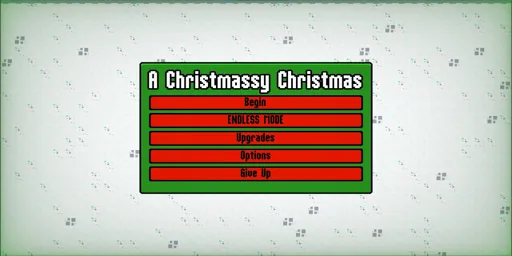 A Christmassy Christmas
Begin
ENDLESS MODE
Upgrades
Options
Give Up